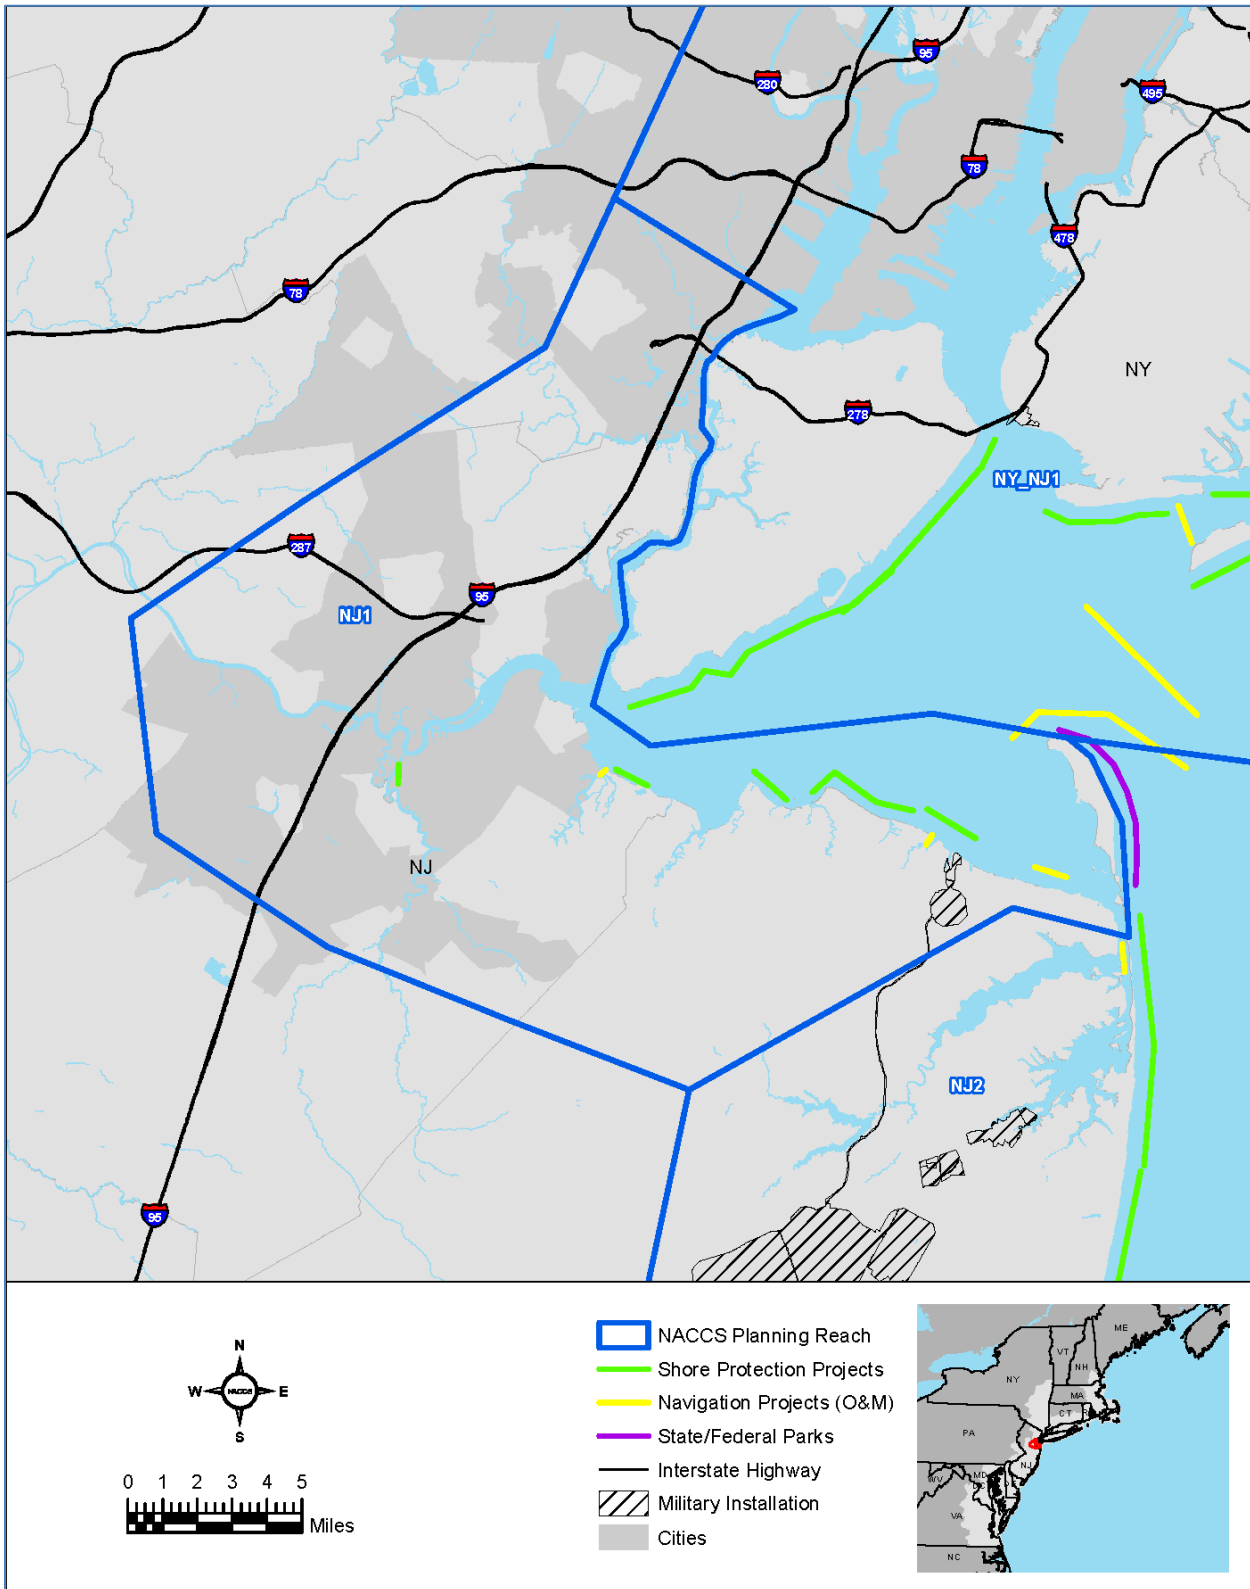 95
280
495
78
478
78
NY
278
NY_NJ1
287
95
NJ1
NJ
NJ2
95
N
W NACCS E
S
0 1 2 3 4 5
Miles
NACCS Planning Reach
Shore Protection Projects
Navigation Projects (O&M)
State/Federal Parks
Interstate Highway
Military Installation
Cities
ME
VT
NH
NY
MA
CT
PA
NJ
MD
WV
VA
NC